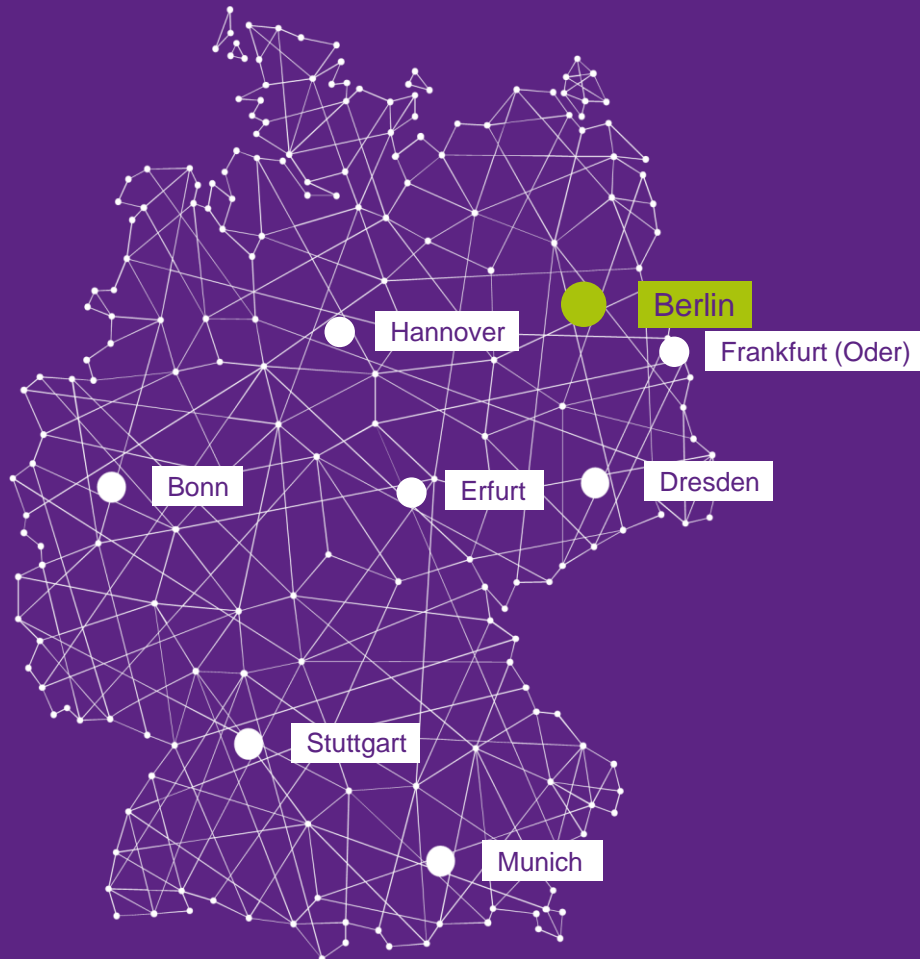 Berlin
Hannover
Frankfurt (Oder)
Bonn
Erfurt
Dresden
Stuttgart
Munich